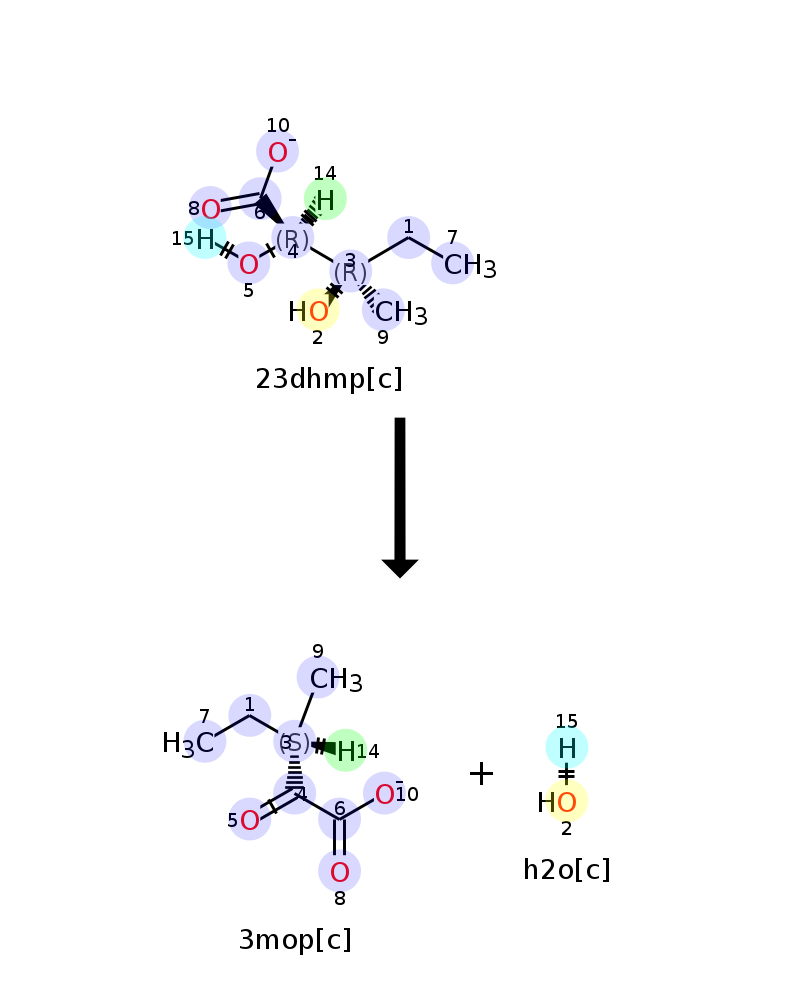 10
O-
14
H
8 O
6
15 H
(R)
4
O
5
1
7
3
(R)
CH3
HO
2
CH3
9
23dhmp[c]
9
CH3
7
1
H3C
3
(S)
H 14
4
5 O
6
O- 10
O
8
3mop[c]
+
15
H
HO
2
h2o[c]